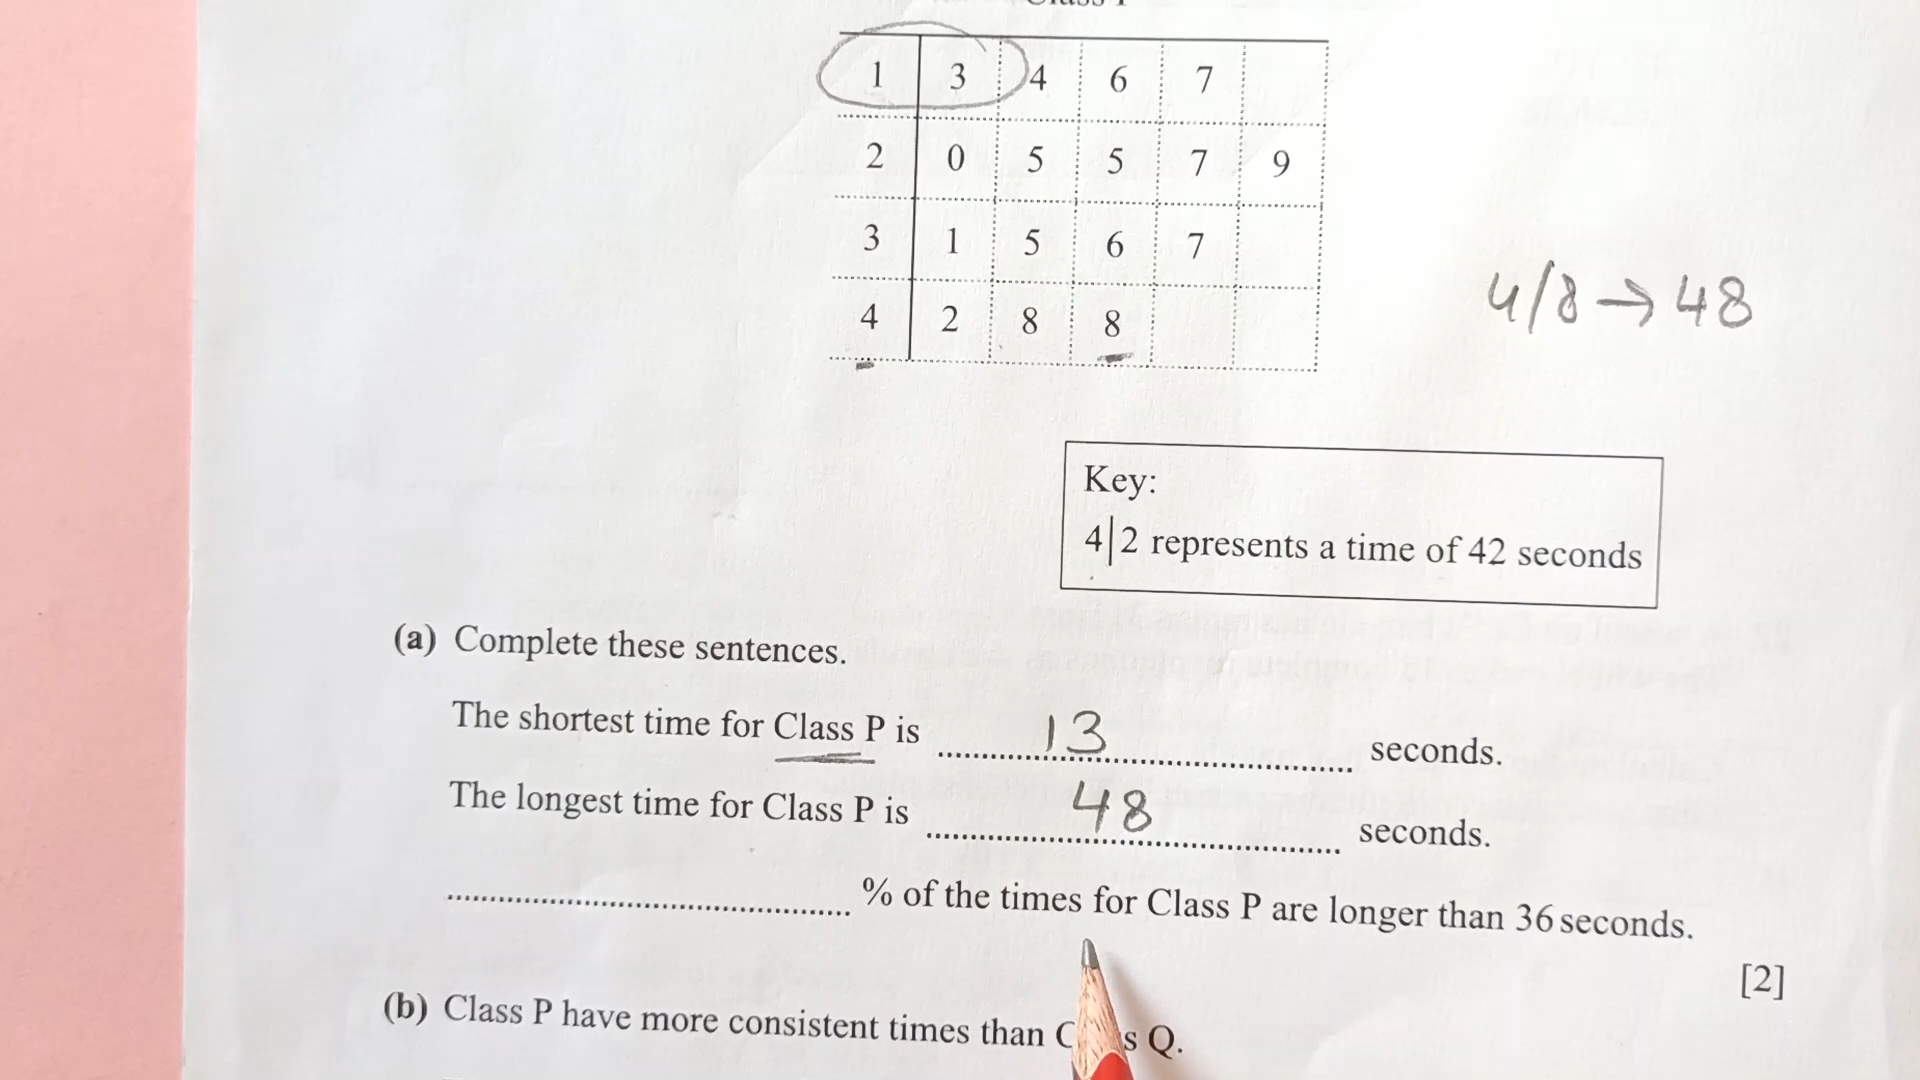 1 3 4 6 7
2 0 5 5 7 9
3 1 5 6 7
4 2 8 8
4/8 → 48
Key:
4|2 represents a time of 42 seconds
(a) Complete these sentences.
The shortest time for Class P is 13 seconds.
The longest time for Class P is 48 seconds.
% of the times for Class P are longer than 36 seconds.
[2]
(b) Class P have more consistent times than Q.